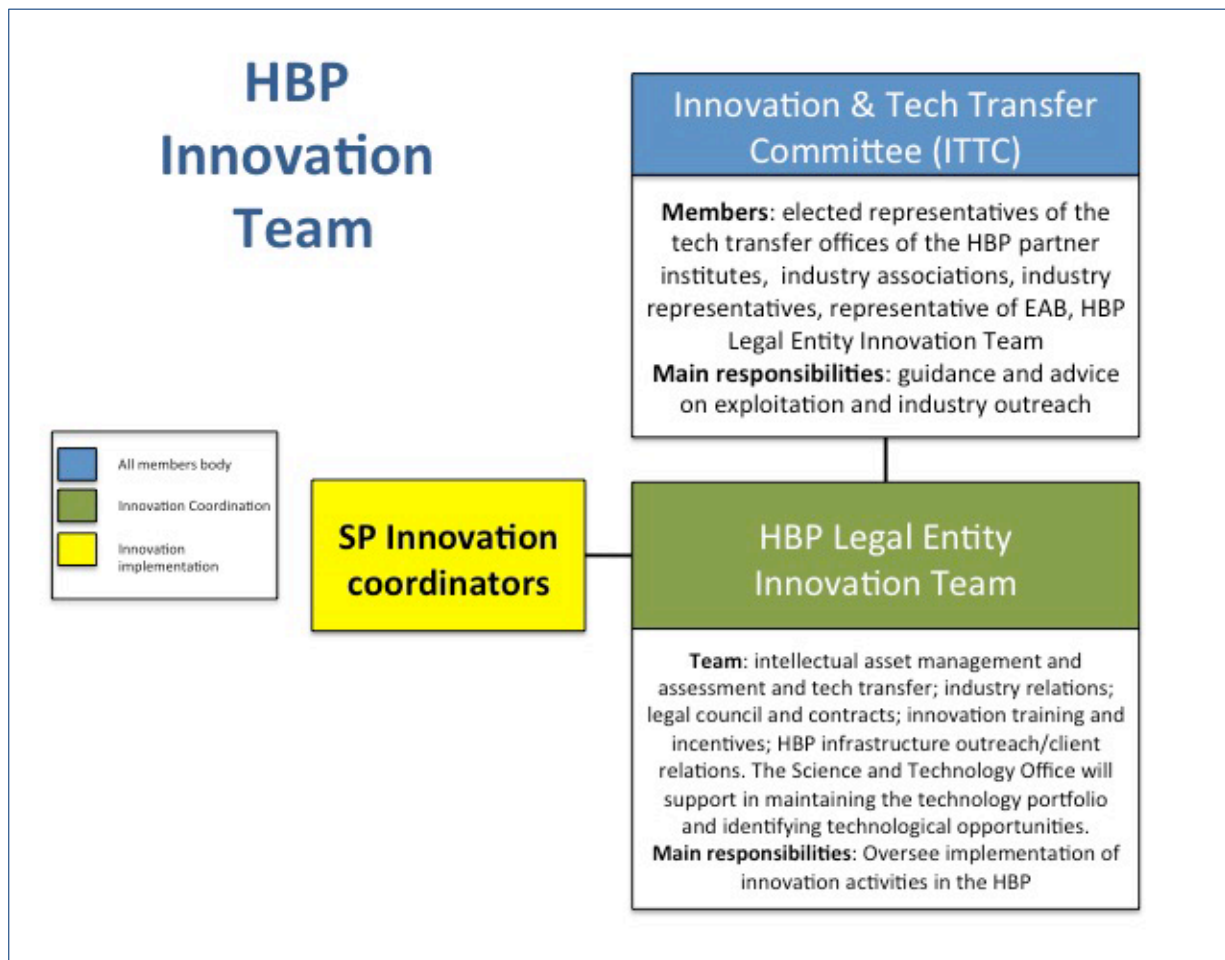 HBP
Innovation
Team
Innovation & Tech Transfer
Committee (ITTC)
Members: elected representatives of the
tech transfer offices of the HBP partner
institutes, industry associations, industry
representatives, representative of EAB, HBP
Legal Entity Innovation Team
Main responsibilities: guidance and advice
on exploitation and industry outreach
All members body
Innovation Coordination
Innovation
implementation
SP Innovation
coordinators
HBP Legal Entity
Innovation Team
Team: intellectual asset management and
assessment and tech transfer; industry relations;
legal council and contracts; innovation training and
incentives; HBP infrastructure outreach/client
relations. The Science and Technology Office will
support in maintaining the technology portfolio
and identifying technological opportunities.
Main responsibilities: Oversee implementation of
innovation activities in the HBP